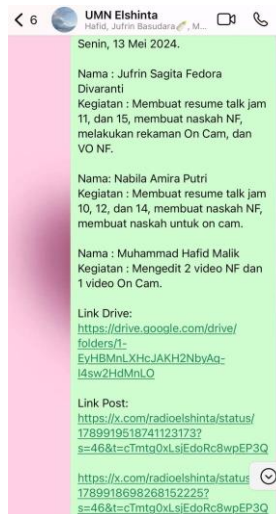 6
UMN Elshinta
Hafid, Jufrin Basudara, M...
Senin, 13 Mei 2024.
Nama : Jufrin Sagita Fedora
Divaranti
Kegiatan : Membuat resume talk jam
11, dan 15, membuat naskah NF,
melakukan rekaman On Cam, dan
VO NF.
Nama: Nabila Amira Putri
Kegiatan : Membuat resume talk jam
10, 12, dan 14, membuat naskah NF,
membuat naskah untuk on cam.
Nama : Muhammad Hafid Malik
Kegiatan : Mengedit 2 video NF dan
1 video On Cam.
Link Drive:
https://drive.google.com/drive/
folders/1-
EyHBMnLXHcJAKH2NbyAq-
l4sw2HdMnLO
Link Post:
https://x.com/radioelshinta/status/
1789919518741123173?
s=46&t=cTmtg0xLsjEdoRc8wpEP3Q
https://x.com/radioelshinta/status
1789918698268152225?
s=46&t=cTmtg0xLsjEdoRc8wpEP3Q